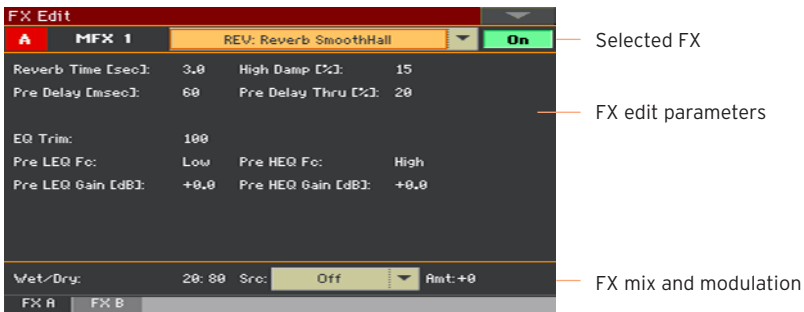 FX Edit
A MFX 1 REV: Reverb SmoothHall On
Selected FX
Reverb Time [sec]: 3.0 High Damp [%]: 15
Pre Delay [msec]: 60 Pre Delay Thru [%]: 20
FX edit parameters
EQ Trim: 100
Pre LEQ Fc: Low Pre HEQ Fc: High
Pre LEQ Gain [dB]: +0.0 Pre HEQ Gain [dB]: +0.0
Wet/Dry: 20:80 Src: Off Amt:+0
FX mix and modulation
FX A FX B